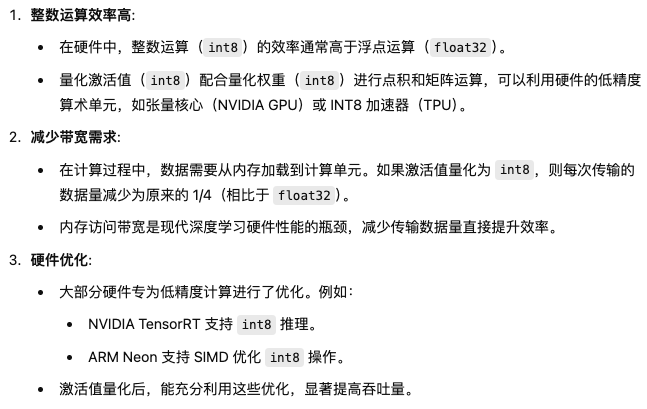 1. 整数运算效率高:
• 在硬件中，整数运算（int8）的效率通常高于浮点运算（float32）。
• 量化激活值（int8）配合量化权重（int8）进行点积和矩阵运算，可以利用硬件的低精度
算术单元，如张量核心（NVIDIA GPU）或 INT8 加速器（TPU）。
2. 减少带宽需求:
• 在计算过程中，数据需要从内存加载到计算单元。如果激活值量化为 int8，则每次传输的
数据量减少为原来的 1/4（相比于 float32）。
• 内存访问带宽是现代深度学习硬件性能的瓶颈，减少传输数据量直接提升效率。
3. 硬件优化:
• 大部分硬件专为低精度计算进行了优化。例如：
• NVIDIA TensorRT 支持 int8 推理。
• ARM Neon 支持 SIMD 优化 int8 操作。
• 激活值量化后，能充分利用这些优化，显著提高吞吐量。